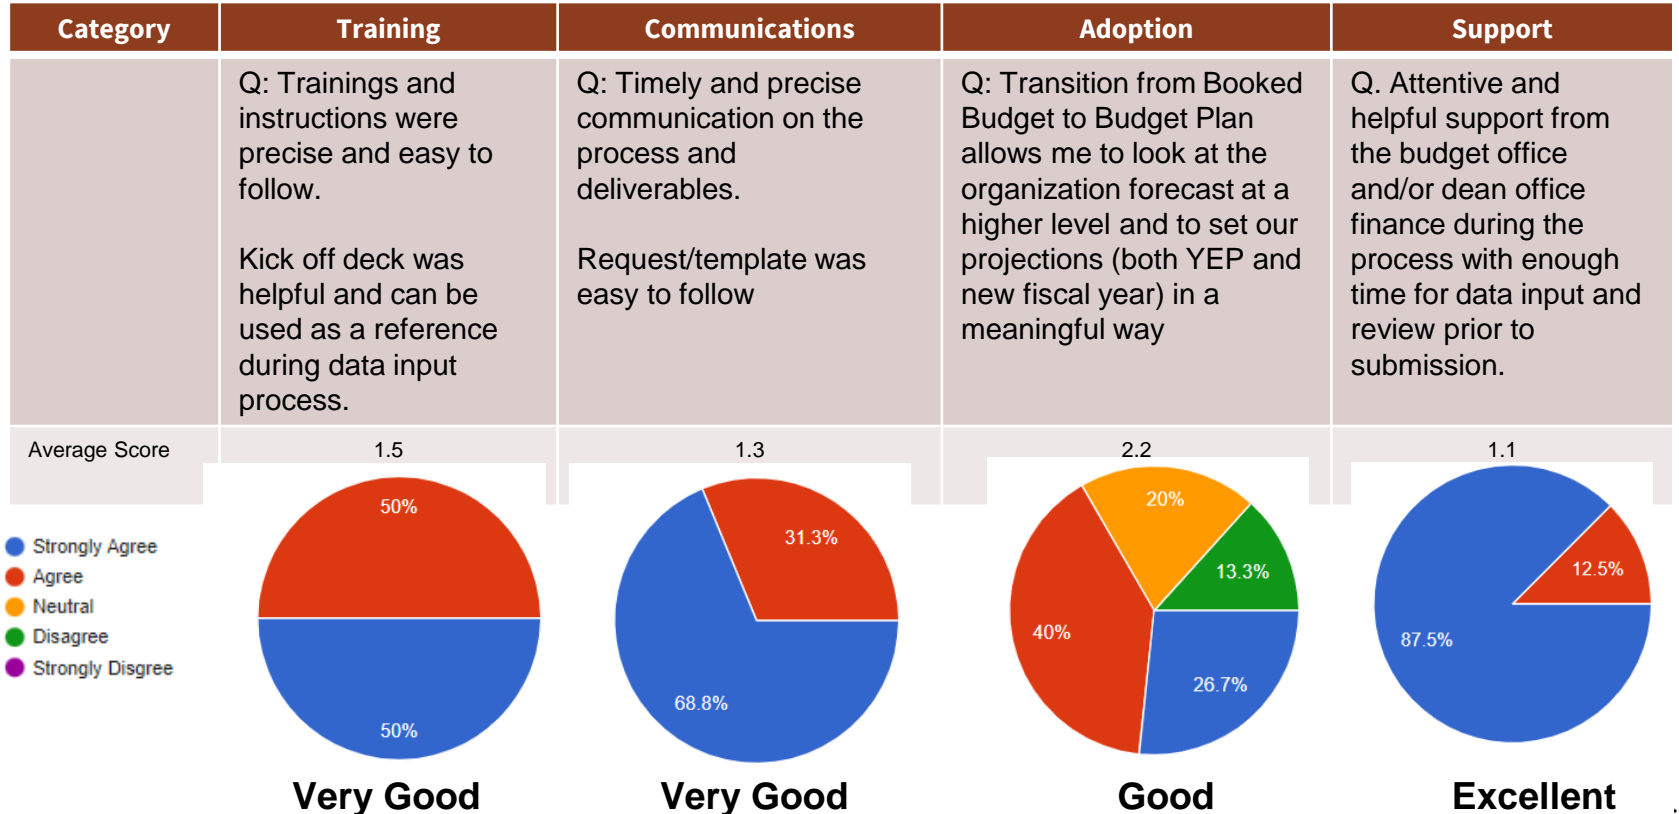 Category
Training
Communications
Adoption
Support
Q: Trainings and
instructions were
precise and easy to
follow.
Kick off deck was
helpful and can be
used as a reference
during data input
process.
Q: Timely and precise
communication on the
process and
deliverables.
Request/template was
easy to follow
Q: Transition from Booked
Budget to Budget Plan
allows me to look at the
organization forecast at a
higher level and to set our
projections (both YEP and
new fiscal year) in a
meaningful way
Q. Attentive and
helpful support from
the budget office
and/or dean office
finance during the
process with enough
time for data input and
review prior to
submission.
Average Score
1.5
1.3
2.2
1.1
Strongly Agree
Agree
Neutral
Disagree
Strongly Disgree
50%
50%
31.3%
68.8%
20%
13.3%
40%
26.7%
12.5%
87.5%
Very Good
Very Good
Good
Excellent